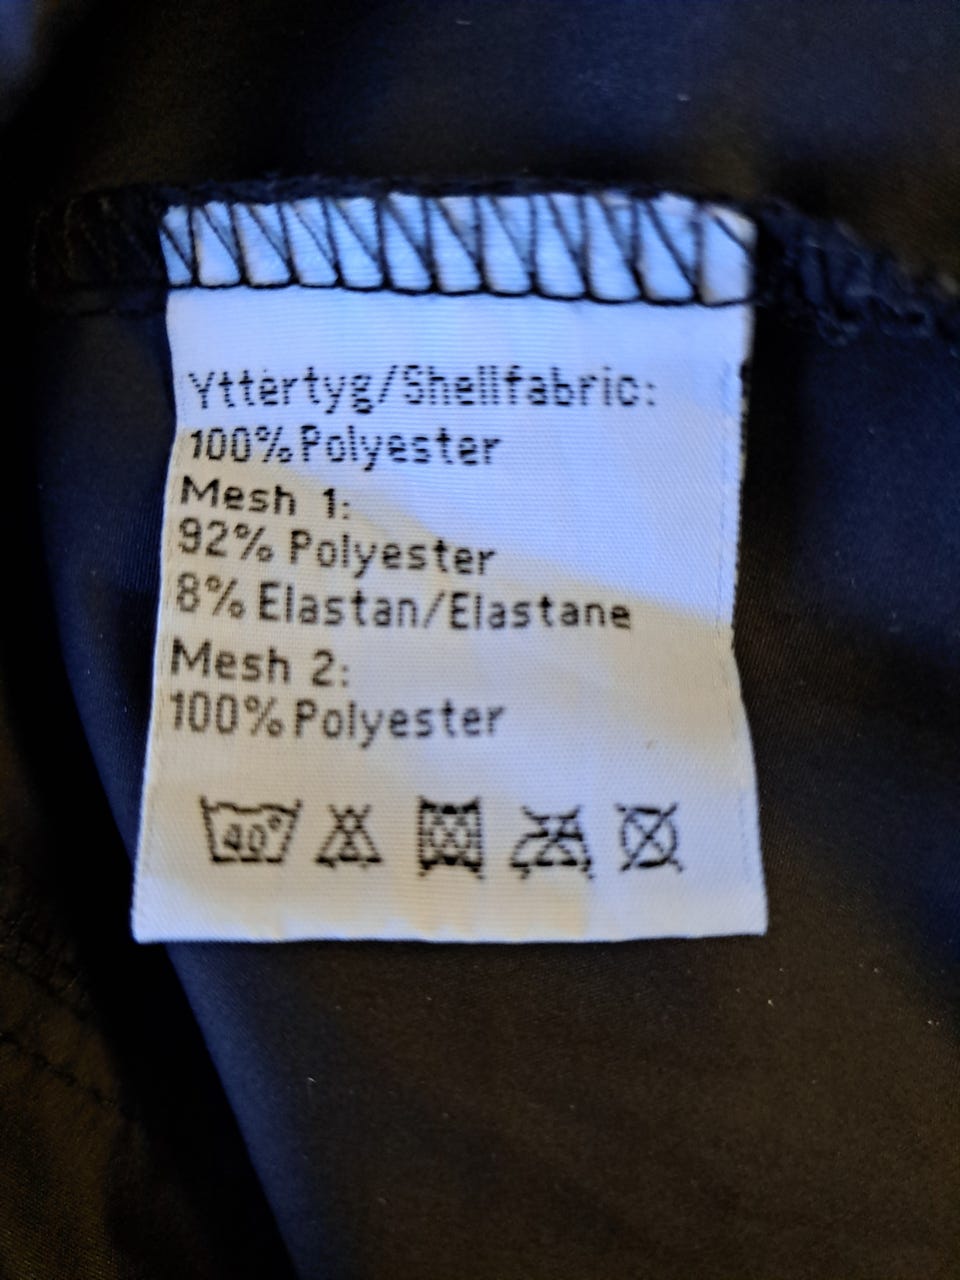 Yttertyg/Shellfabric:
100% Polyester
Mesh 1:
92% Polyester
8% Elastan/Elastane
Mesh 2:
100% Polyester
40°